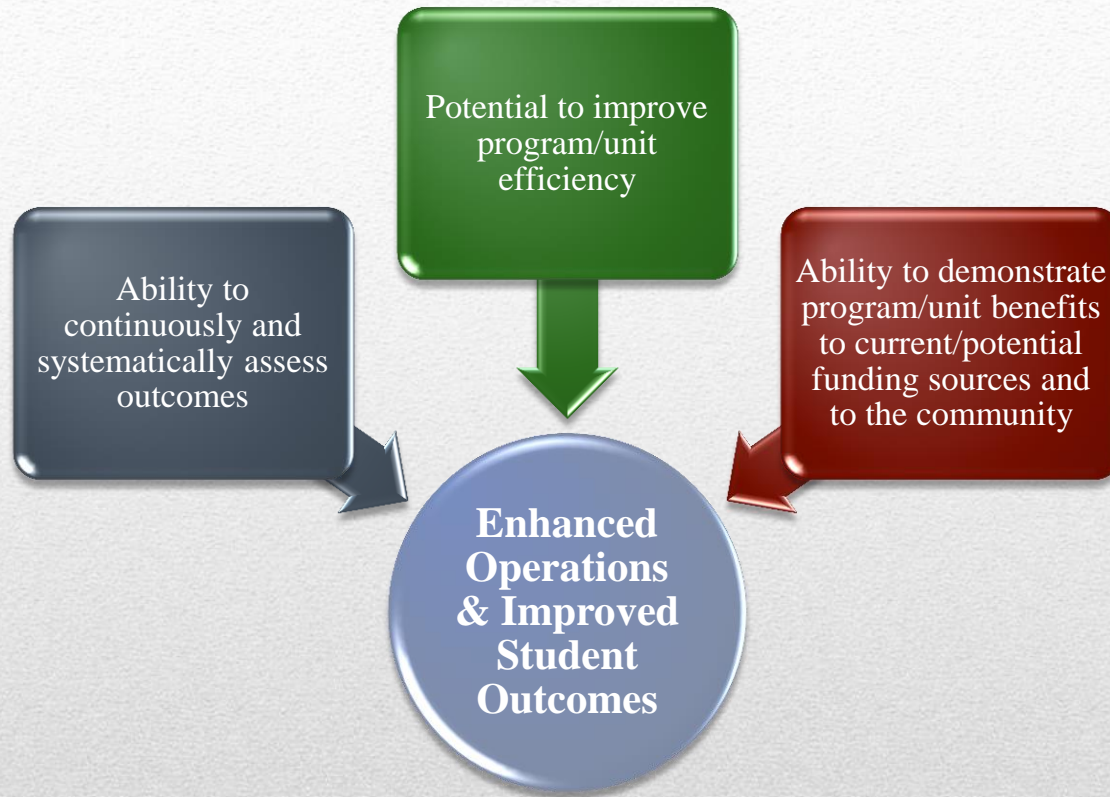 Potential to improve
program/unit
efficiency
Ability to
continuously and
systematically assess
outcomes
Ability to demonstrate
program/unit benefits
to current/potential
funding sources and
to the community
Enhanced
Operations
& Improved
Student
Outcomes